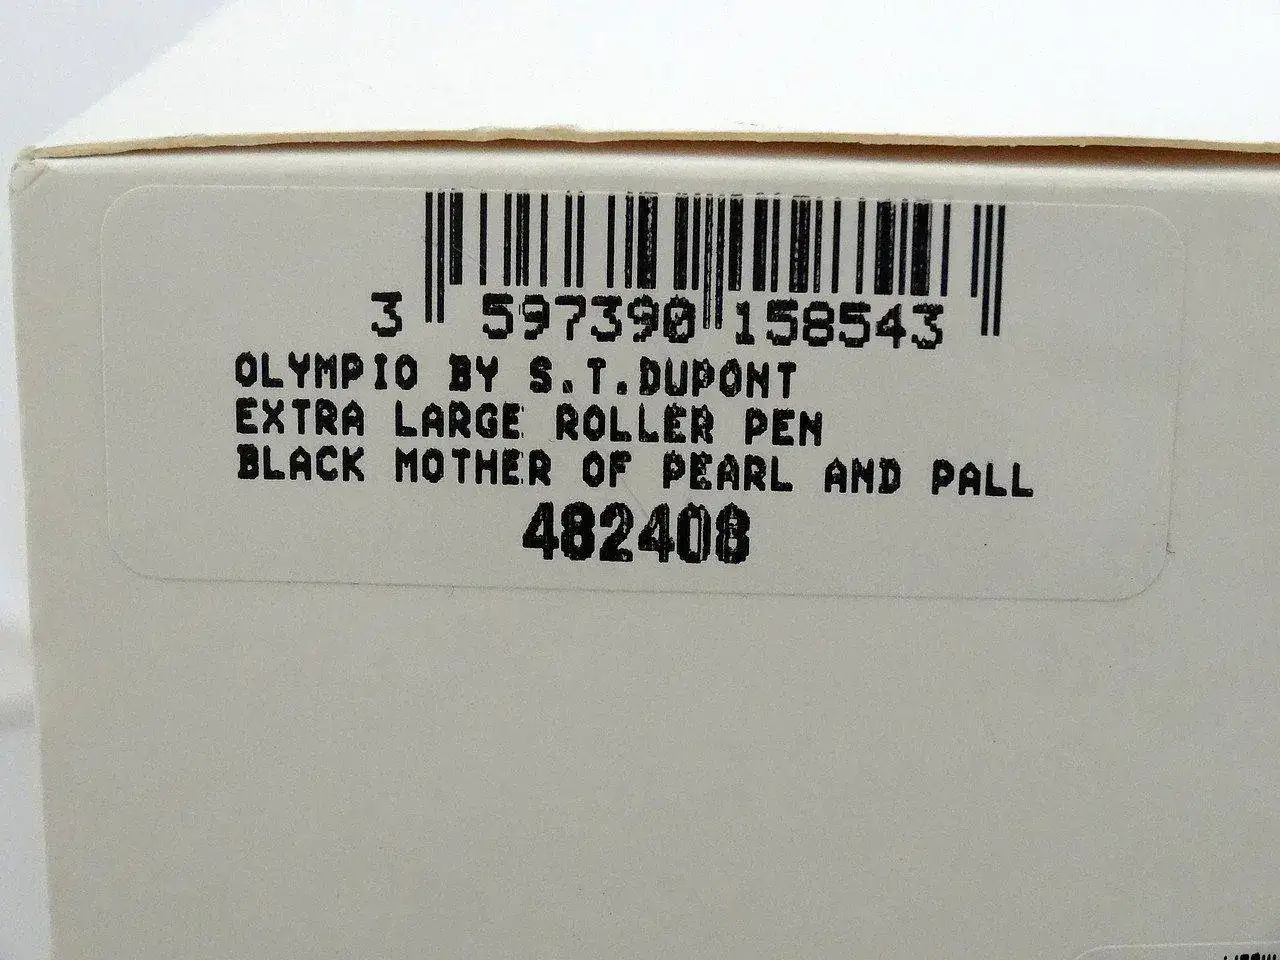 3 597390 158543
OLYMPIO BY S.T.DUPONT
EXTRA LARGE ROLLER PEN
BLACK MOTHER OF PEARL AND PALL
482408